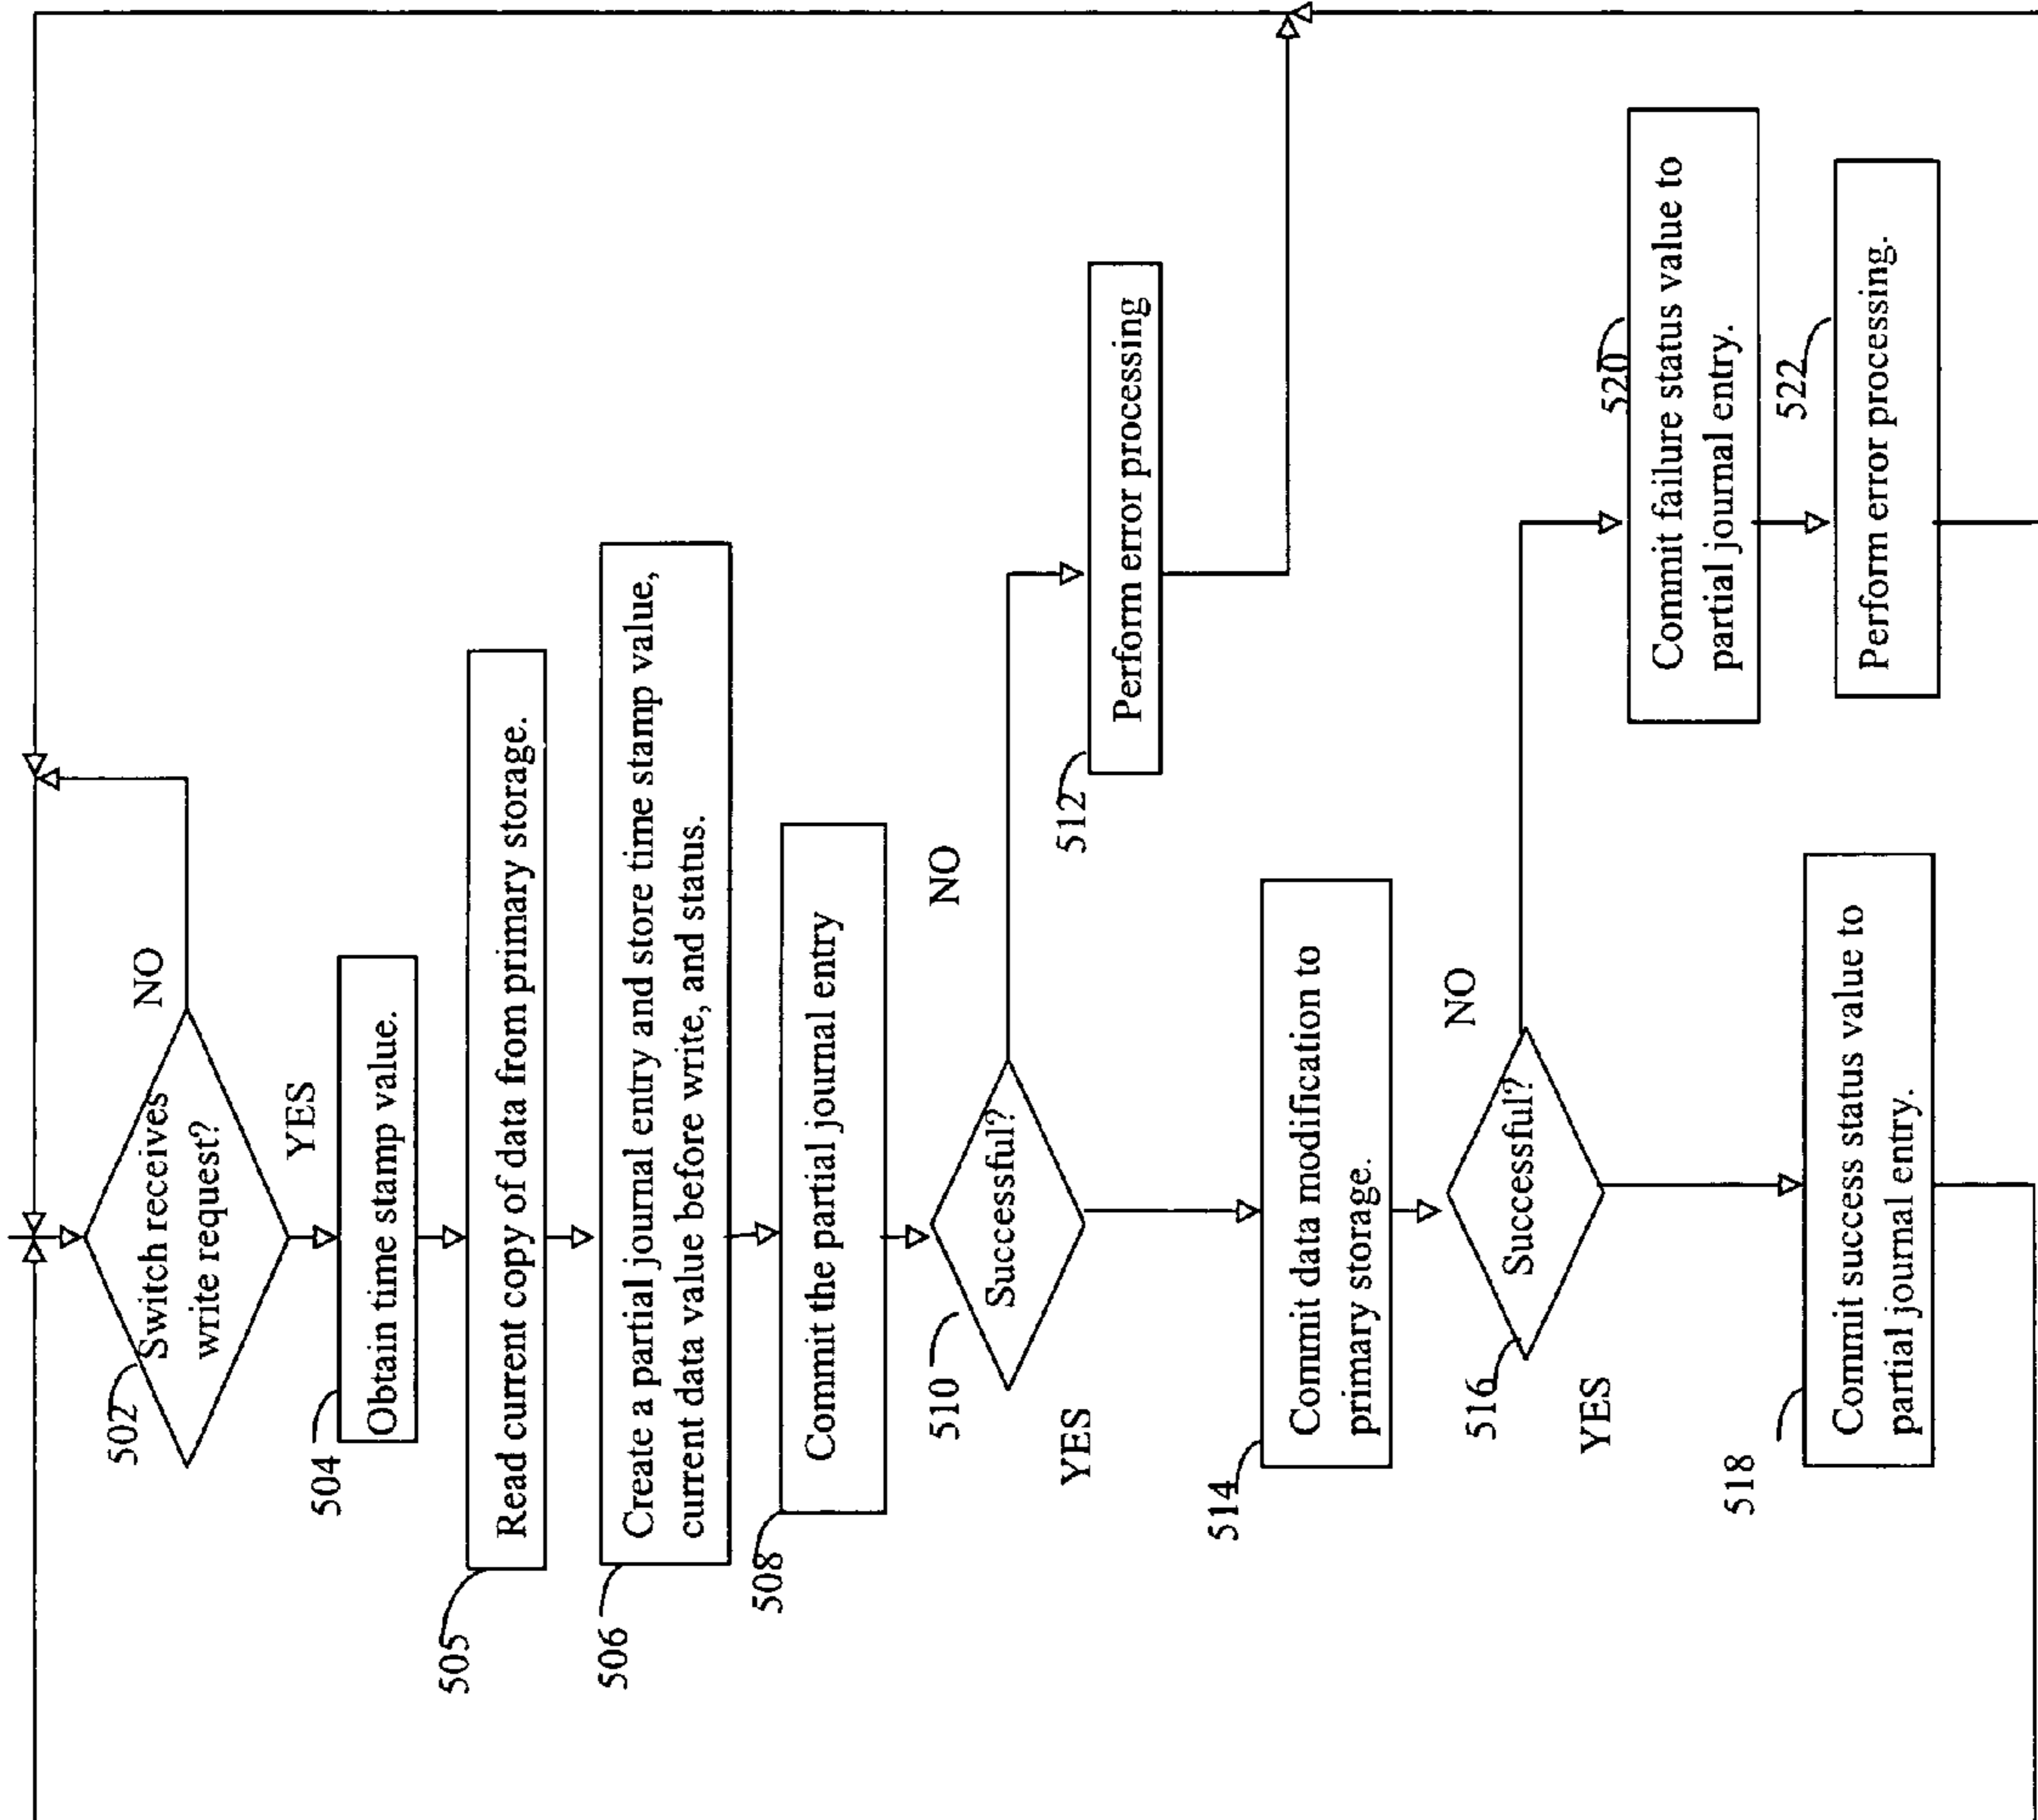 502
Switch receives
write request?
NO
YES
504
Obtain time stamp value.
505
Read current copy of data from primary storage.
506
Create a partial journal entry and store time stamp value,
current data value before write, and status.
508
Commit the partial journal entry
510
Successful?
NO
YES
512
Perform error processing
514
Commit data modification to
primary storage.
516
Successful?
NO
YES
520
Commit failure status value to
partial journal entry.
522
Perform error processing.
518
Commit success status value to
partial journal entry.